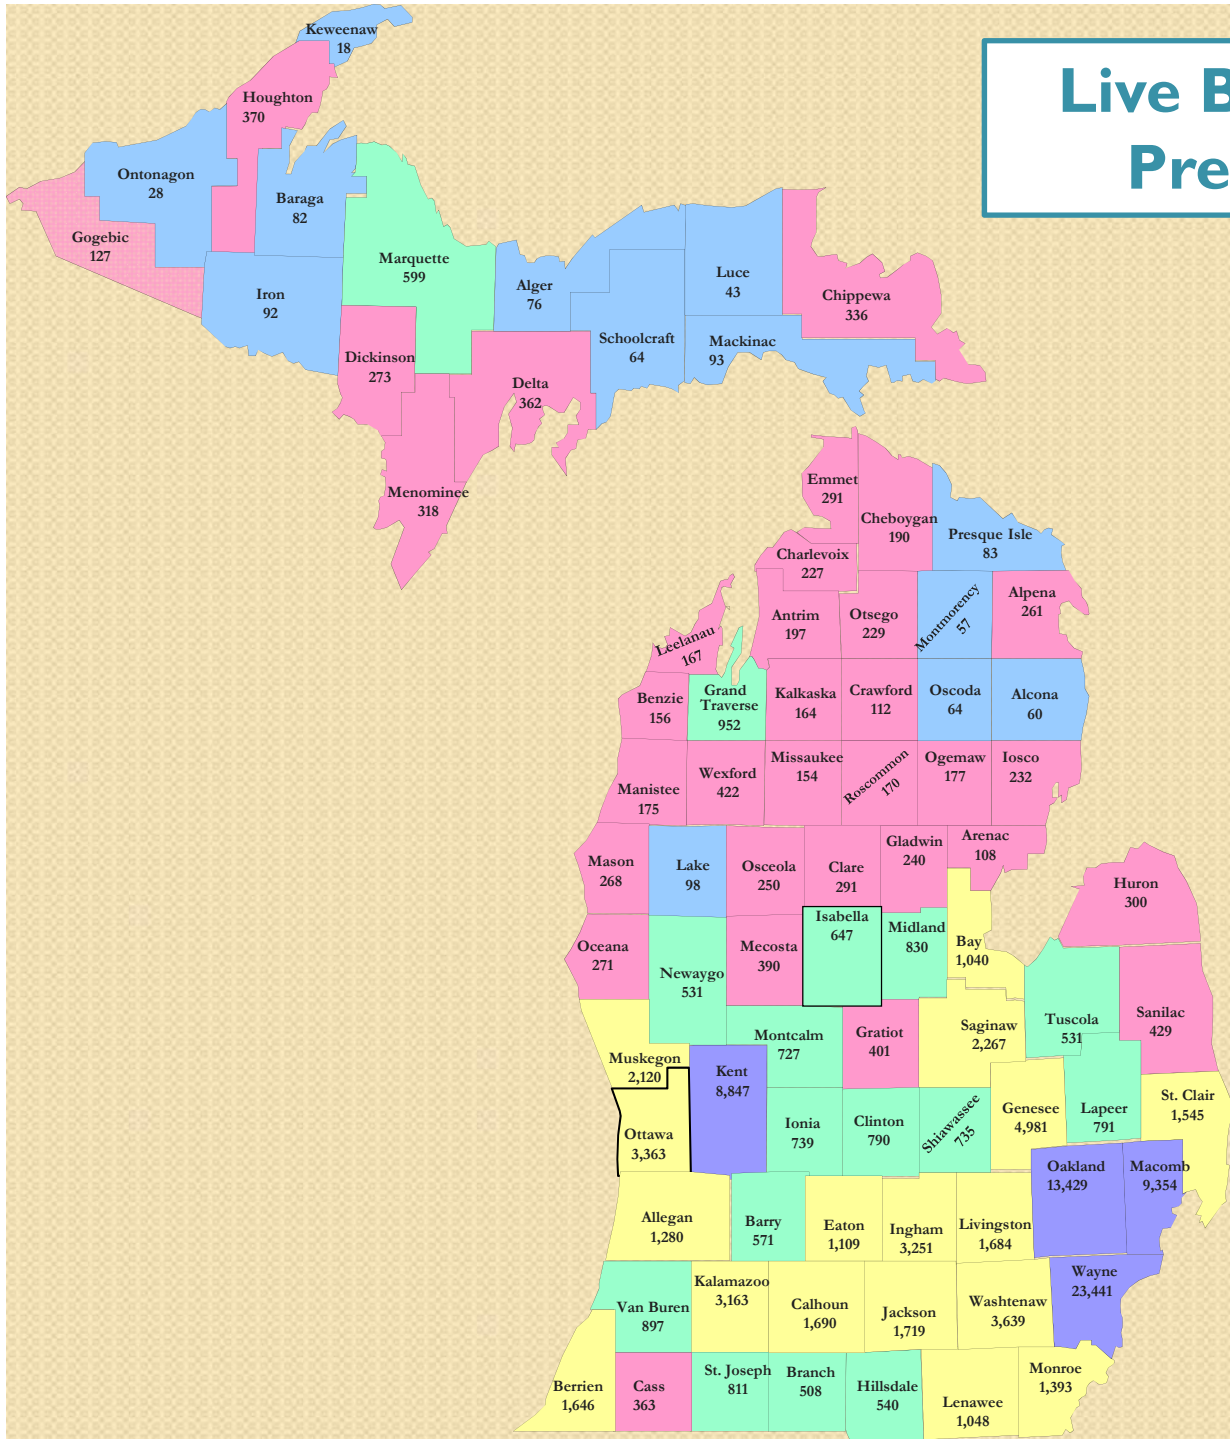 Live B
Pre
Keweenaw
18
Houghton
370
Ontonagon
28
Baraga
82
Gogebic
127
Marquette
599
Iron
92
Alger
76
Luce
43
Chippewa
336
Schoolcraft
64
Mackinac
93
Dickinson
273
Delta
362
Menominee
318
Emmet
291
Cheboygan
190
Presque Isle
83
Charlevoix
227
Antrim
197
Otsego
229
Montmorency
57
Alpena
261
Leelanau
167
Benzie
156
Grand
Traverse
952
Kalkaska
164
Crawford
112
Oscoda
64
Alcona
60
Manistee
175
Wexford
422
Missaukee
154
Roscommon
170
Ogemaw
177
Iosco
232
Mason
268
Lake
98
Osceola
250
Clare
291
Gladwin
240
Arenac
108
Huron
300
Oceana
271
Newaygo
531
Mecosta
390
Isabella
647
Midland
830
Bay
1,040
Tuscola
531
Sanilac
429
Muskegon
2,120
Montcalm
727
Gratiot
401
Saginaw
2,267
Kent
8,847
Ottawa
3,363
Ionia
739
Clinton
790
Shiawassee
735
Genesee
4,981
Lapeer
791
St. Clair
1,545
Oakland
13,429
Macomb
9,354
Allegan
1,280
Barry
571
Eaton
1,109
Ingham
3,251
Livingston
1,684
Wayne
23,441
Van Buren
897
Kalamazoo
3,163
Calhoun
1,690
Jackson
1,719
Washtenaw
3,639
Berrien
1,646
Cass
363
St. Joseph
811
Branch
508
Hillsdale
540
Lenawee
1,048
Monroe
1,393